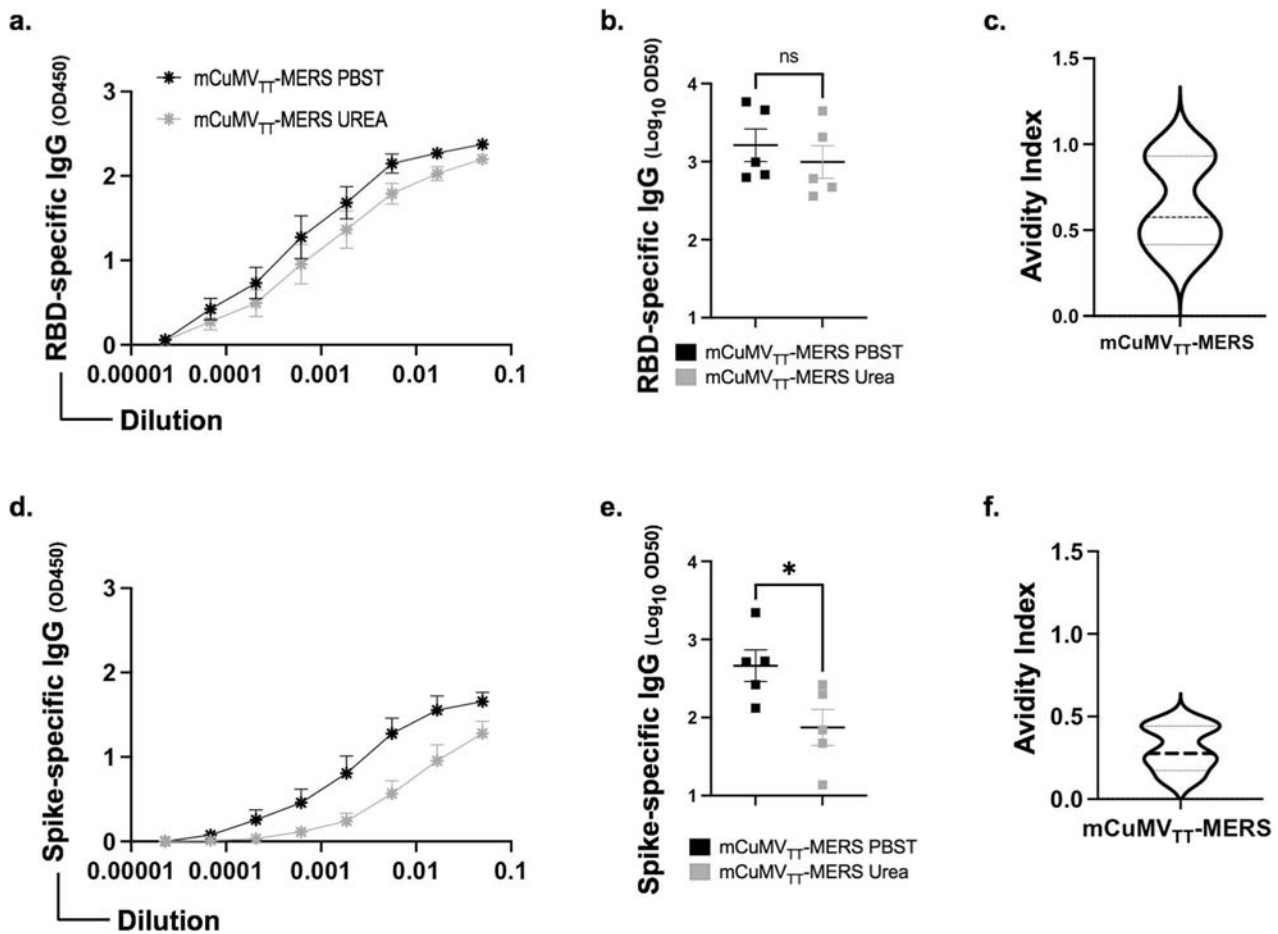 a.
RBD-specific IgG (OD450)
mCuMVTT-MERS PBST
mCuMVTT-MERS UREA
3
2
1
0
0.00001 0.0001 0.001 0.01 0.1
Dilution
b.
RBD-specific IgG (Log10 OD50)
ns
4
3
2
1
mCuMVTT-MERS PBST
mCuMVTT-MERS Urea
c.
Avidity Index
1.5
1.0
0.5
0.0
mCuMVTT-MERS
d.
Spike-specific IgG (OD450)
3
2
1
0
0.00001 0.0001 0.001 0.01 0.1
Dilution
e.
Spike-specific IgG (Log10 OD50)
*
4
3
2
1
mCuMVTT-MERS PBST
mCuMVTT-MERS Urea
f.
Avidity Index
1.5
1.0
0.5
0.0
mCuMVTT-MERS